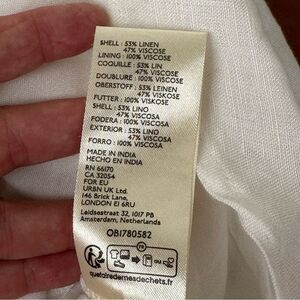 SHELL : 53% LINEN
47% VISCOSE
LINING : 100% VISCOSE
COQUILLE : 53% LIN
47% VISCOSE
DOUBLURE : 100% VISCOSE
OBERSTOFF : 53% LEINEN
47% VISKOSE
FUTTER : 100% VISKOSE
SHELL : 53% LINO
47% VISCOSA
FODERA : 100% VISCOSA
EXTERIOR : 53% LINO
47% VISCOSA
FORRO : 100% VISCOSA
MADE IN INDIA
HECHO EN INDIA
RN 66170
CA 32054
FOR EU
URBN UK Ltd.
146 Brick Lane,
LONDON E1 6RU
Leidsestraat 32, 1017 PB
Amsterdam, Netherlands
OB1780582
FR
ou
quefairedemesdechets.fr